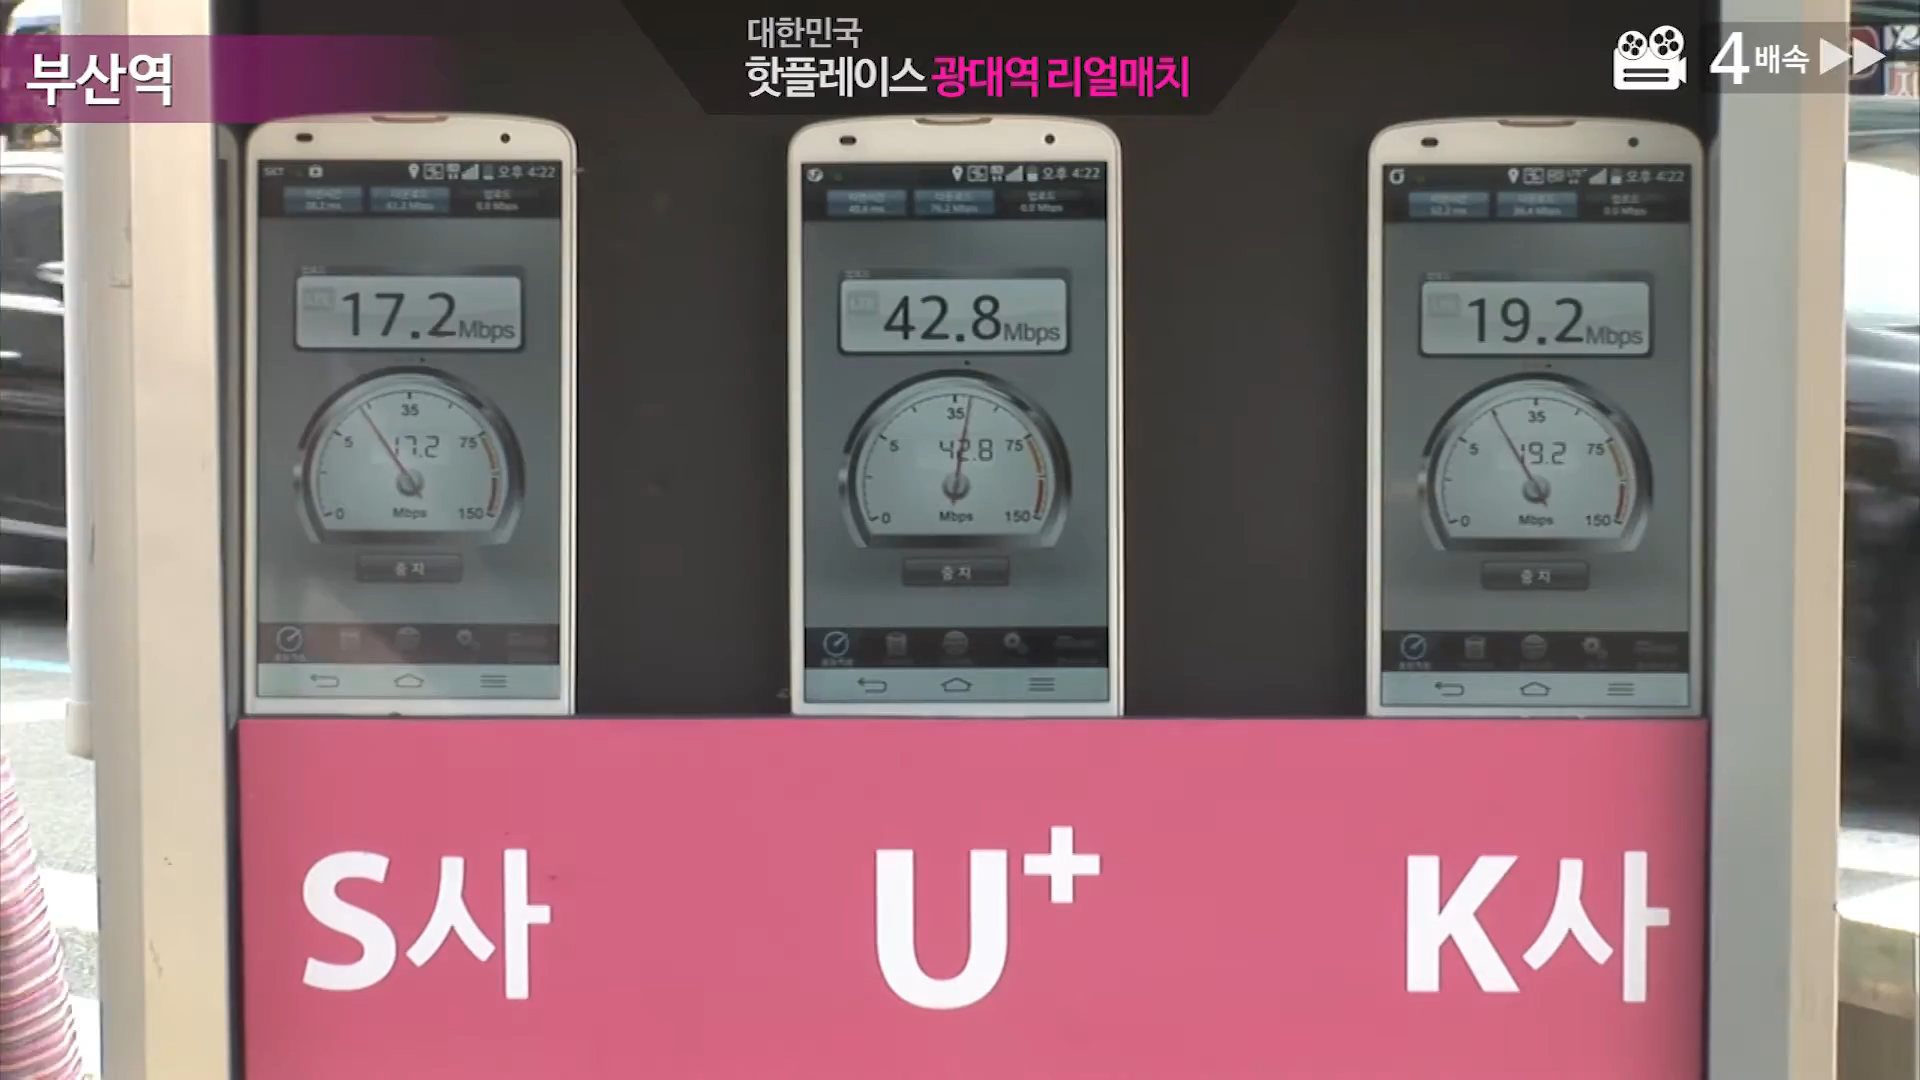 부산역
대한민국
핫플레이스 광대역 리얼매치
4배속
SKT 오후 4:22
오후 4:22
오후 4:22
17.2Mbps
42.8Mbps
19.2Mbps
0 5 35 75 150
17.2
Mbps
0 5 35 75 150
42.8
Mbps
0 5 35 75 150
19.2
Mbps
중지
중지
중지
S사
U+
K사